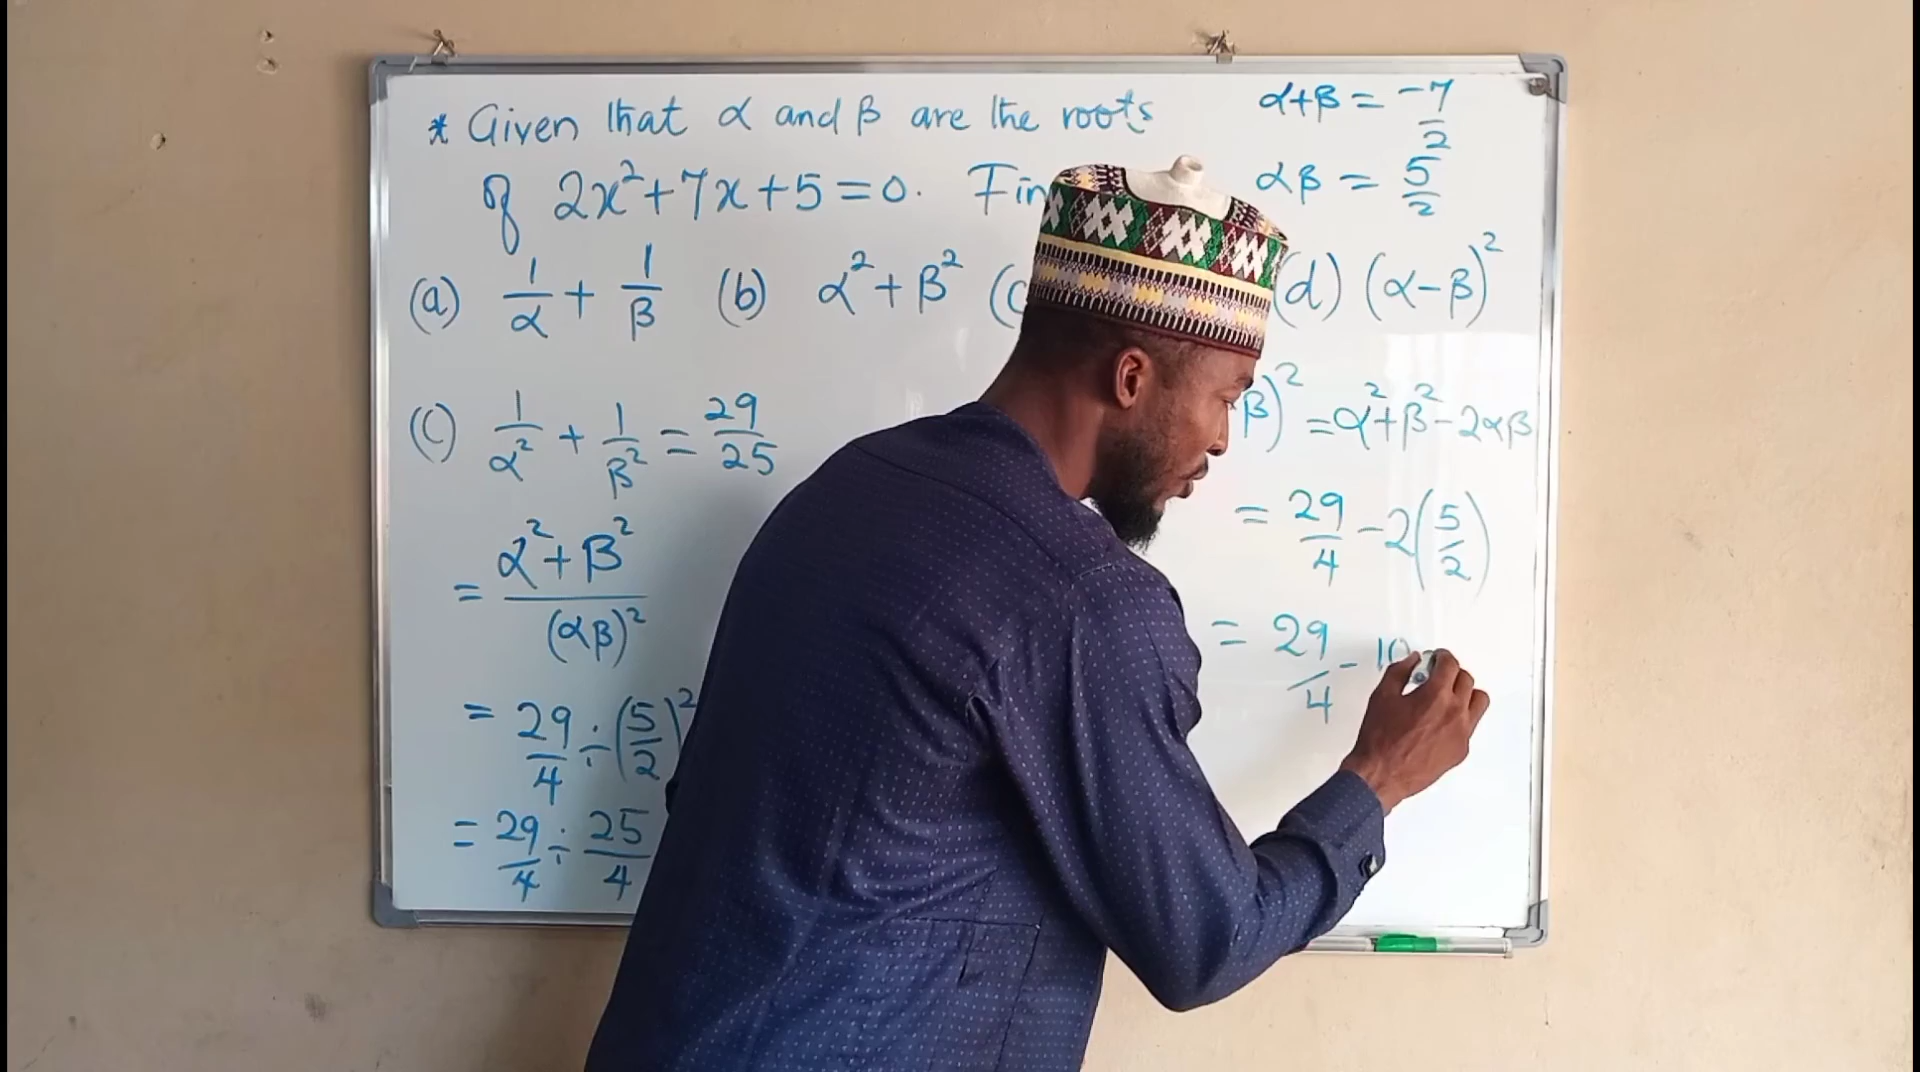 * Given that α and β are the roots
of 2x²+7x+5=0.
α+β = -7/2
αβ = 5/2
(a) 1/α + 1/β (b) α²+β² (d) (α-β)²
(c) 1/α² + 1/β² = 29/25
= α²+β²/(αβ)²
= 29/4 ÷ (5/2)²
= 29/4 ÷ 25/4
β)² = α²+β²-2αβ
= 29/4 - 2(5/2)
= 29/4 - 10